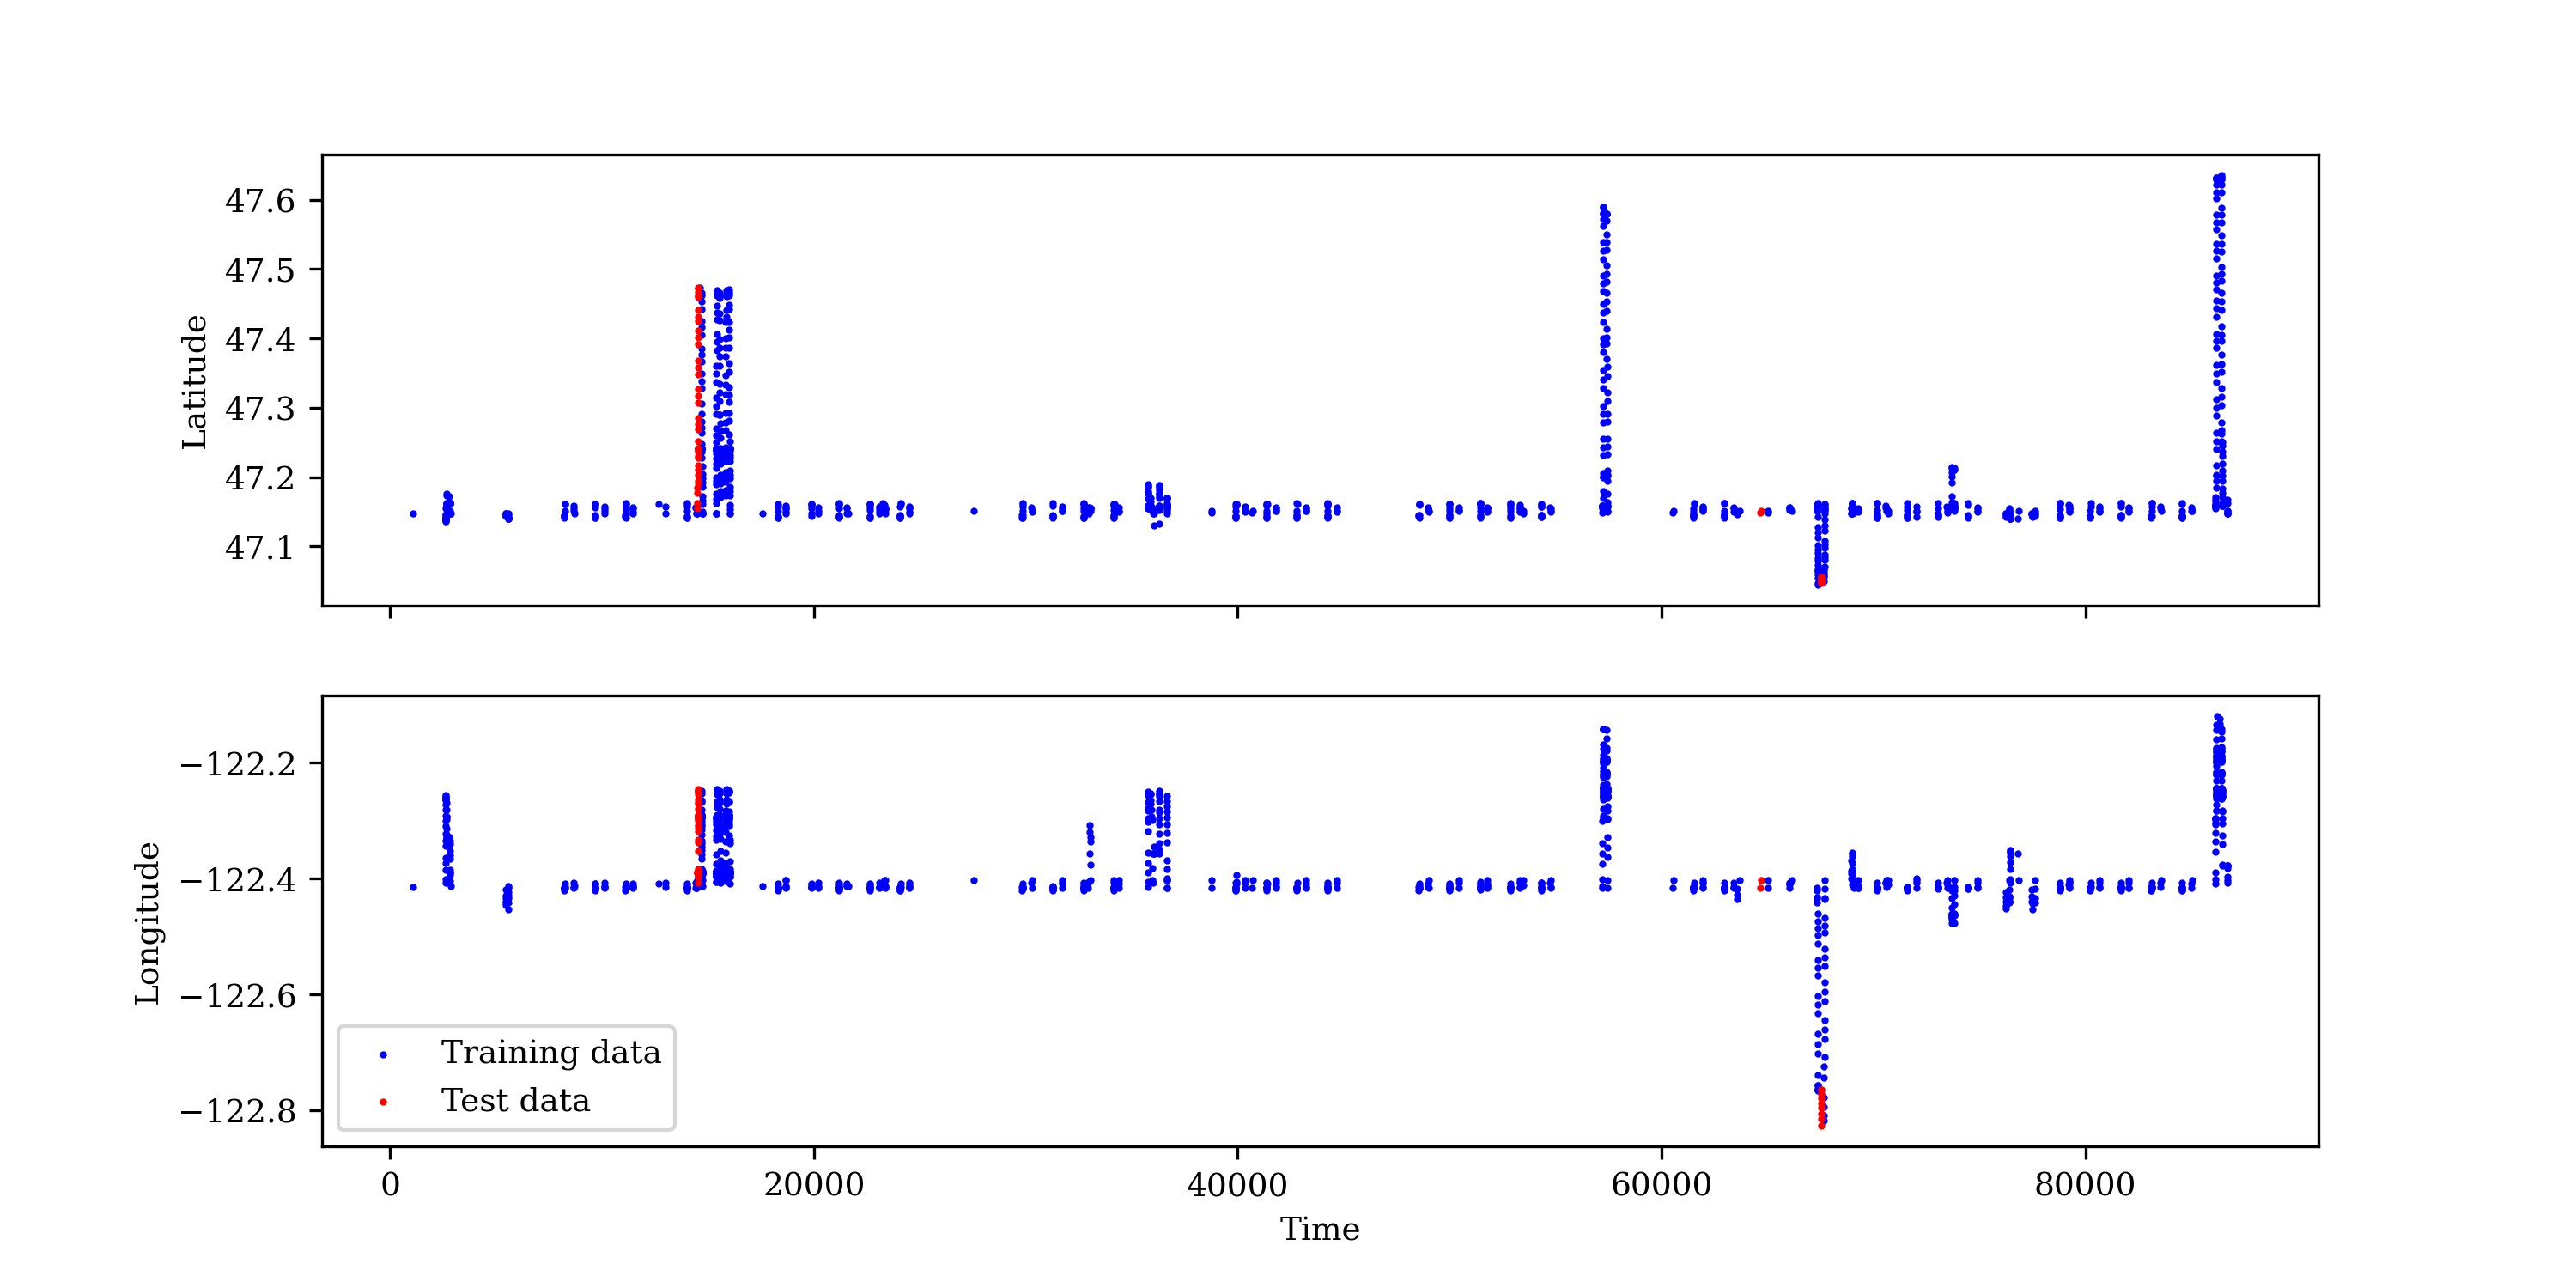 47.6
47.5
47.4
47.3
47.2
47.1
Latitude
−122.2
−122.4
−122.6
−122.8
Longitude
Training data
Test data
0 20000 40000 60000 80000
Time